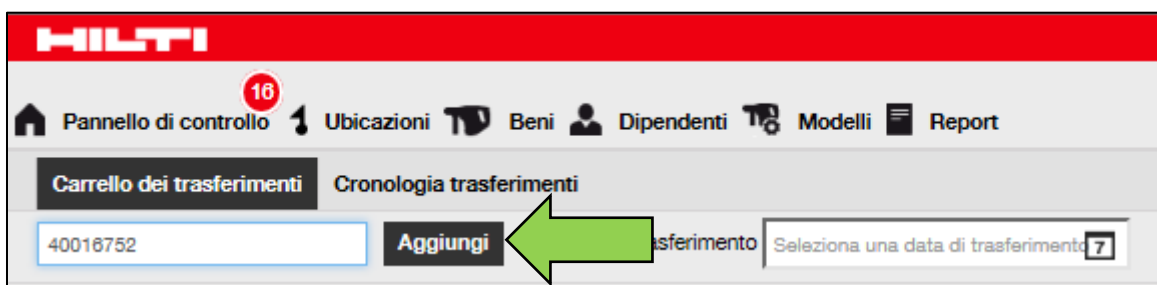 HILTI
16
Pannello di controllo Ubicazioni Beni Dipendenti Modelli Report
Carrello dei trasferimenti Cronologia trasferimenti
40016752 Aggiungi asferimento Seleziona una data di trasferimento 7